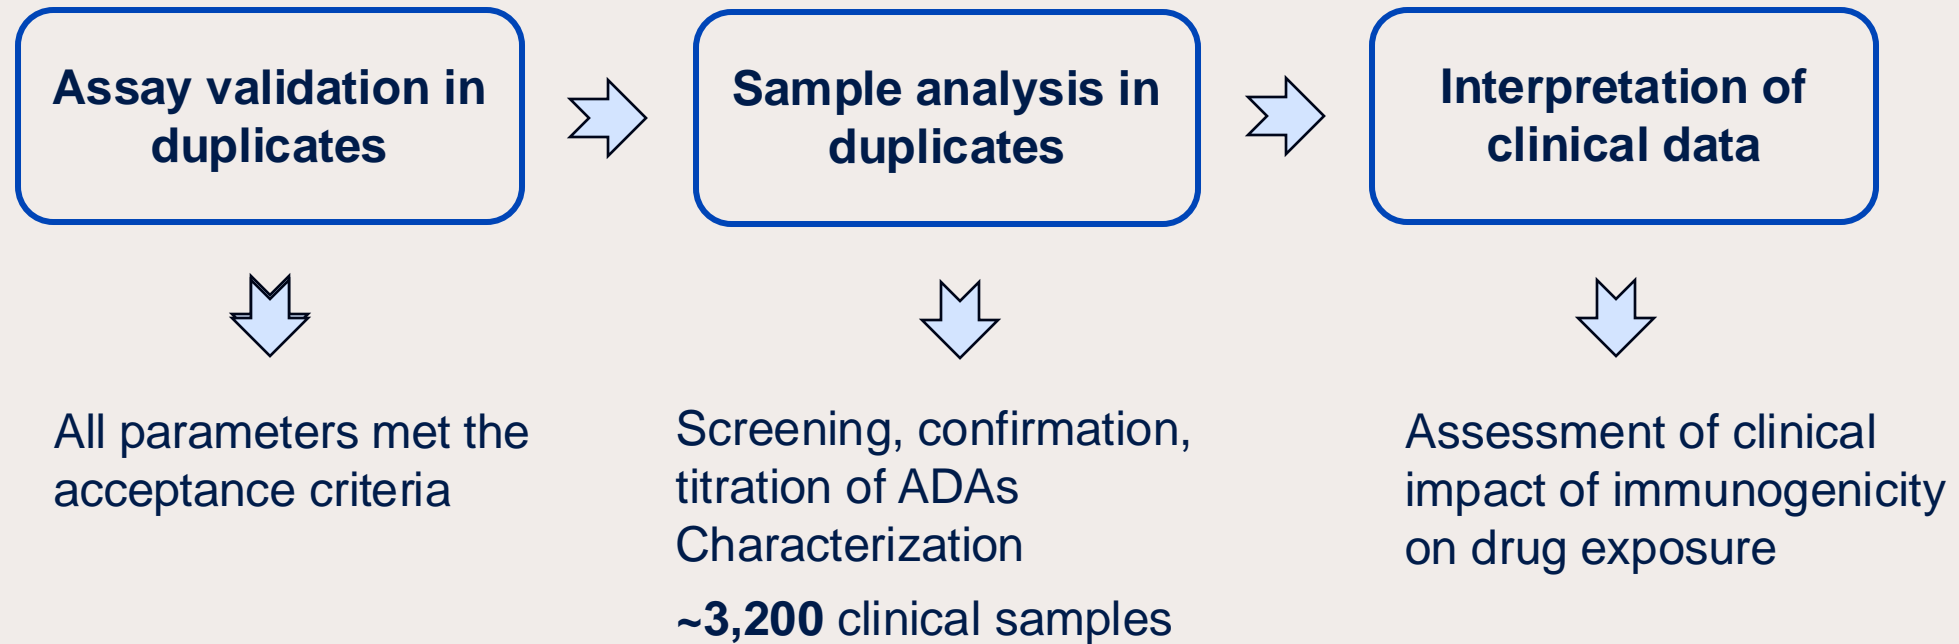 Assay validation in
duplicates
Sample analysis in
duplicates
Interpretation of
clinical data
All parameters met the
acceptance criteria
Screening, confirmation,
titration of ADAs
Characterization
~3,200 clinical samples
Assessment of clinical
impact of immunogenicity
on drug exposure